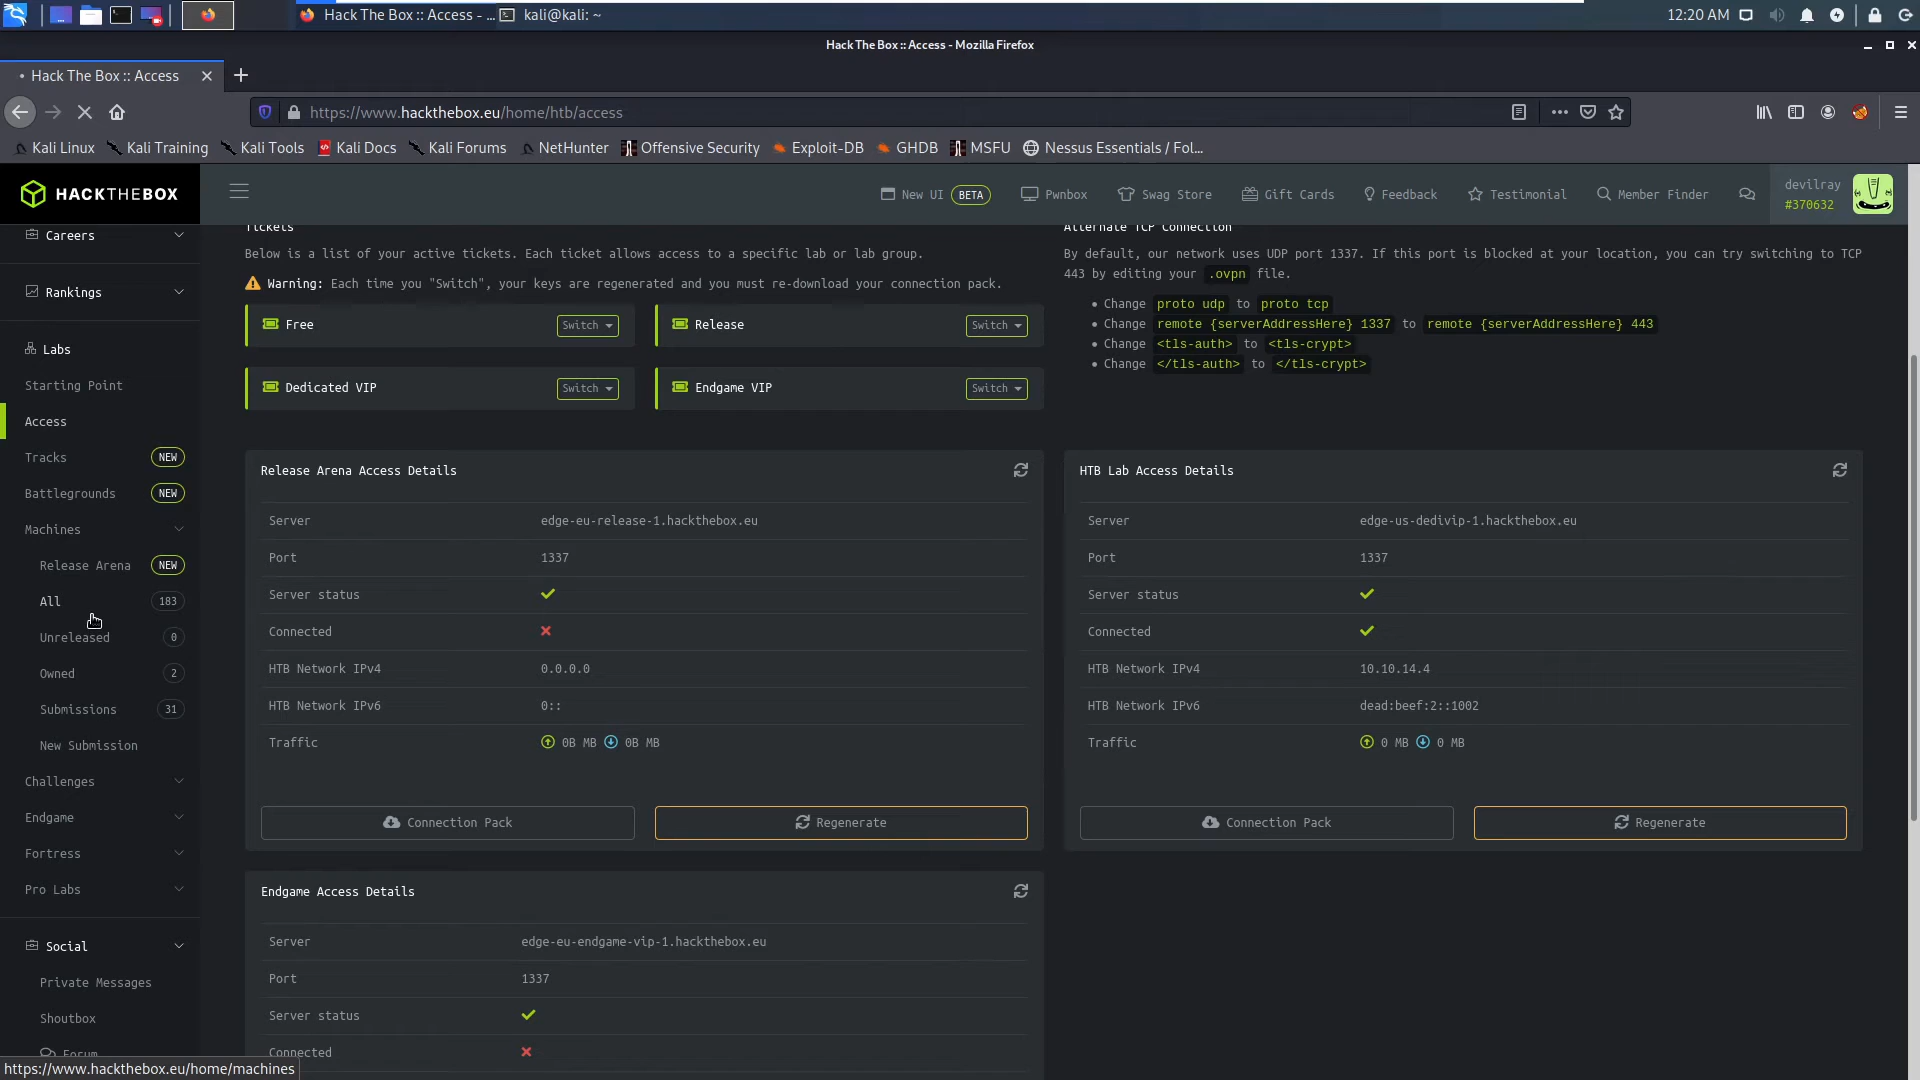 Hack The Box :: Access - ...
kali@kali: ~
12:20 AM
Hack The Box :: Access - Mozilla Firefox
Hack The Box :: Access
https://www.hackthebox.eu/home/htb/access
Kali Linux
Kali Training
Kali Tools
Kali Docs
Kali Forums
NetHunter
Offensive Security
Exploit-DB
GHDB
MSFU
Nessus Essentials / Fol...
HACKTHEBOX
New UI BETA
Pwnbox
Swag Store
Gift Cards
Feedback
Testimonial
Member Finder
devilray
#370632
Careers
Rankings
Labs
Starting Point
Access
Tracks NEW
Battlegrounds NEW
Machines
Release Arena NEW
All 183
Unreleased 0
Owned 2
Submissions 31
New Submission
Challenges
Endgame
Fortress
Pro Labs
Social
Private Messages
Shoutbox
Forum
https://www.hackthebox.eu/home/machines
Tickets
Below is a list of your active tickets. Each ticket allows access to a specific lab or lab group.
Warning: Each time you "Switch", your keys are regenerated and you must re-download your connection pack.
Free Switch
Release Switch
Dedicated VIP Switch
Endgame VIP Switch
Alternate TCP Connection
By default, our network uses UDP port 1337. If this port is blocked at your location, you can try switching to TCP
443 by editing your .ovpn file.
• Change proto udp to proto tcp
• Change remote {serverAddressHere} 1337 to remote {serverAddressHere} 443
• Change <tls-auth> to <tls-crypt>
• Change </tls-auth> to </tls-crypt>
Release Arena Access Details
Server edge-eu-release-1.hackthebox.eu
Port 1337
Server status
Connected
HTB Network IPv4 0.0.0.0
HTB Network IPv6 0::
Traffic 0B MB 0B MB
Connection Pack
Regenerate
HTB Lab Access Details
Server edge-us-dedivip-1.hackthebox.eu
Port 1337
Server status
Connected
HTB Network IPv4 10.10.14.4
HTB Network IPv6 dead:beef:2::1002
Traffic 0 MB 0 MB
Connection Pack
Regenerate
Endgame Access Details
Server edge-eu-endgame-vip-1.hackthebox.eu
Port 1337
Server status
Connected